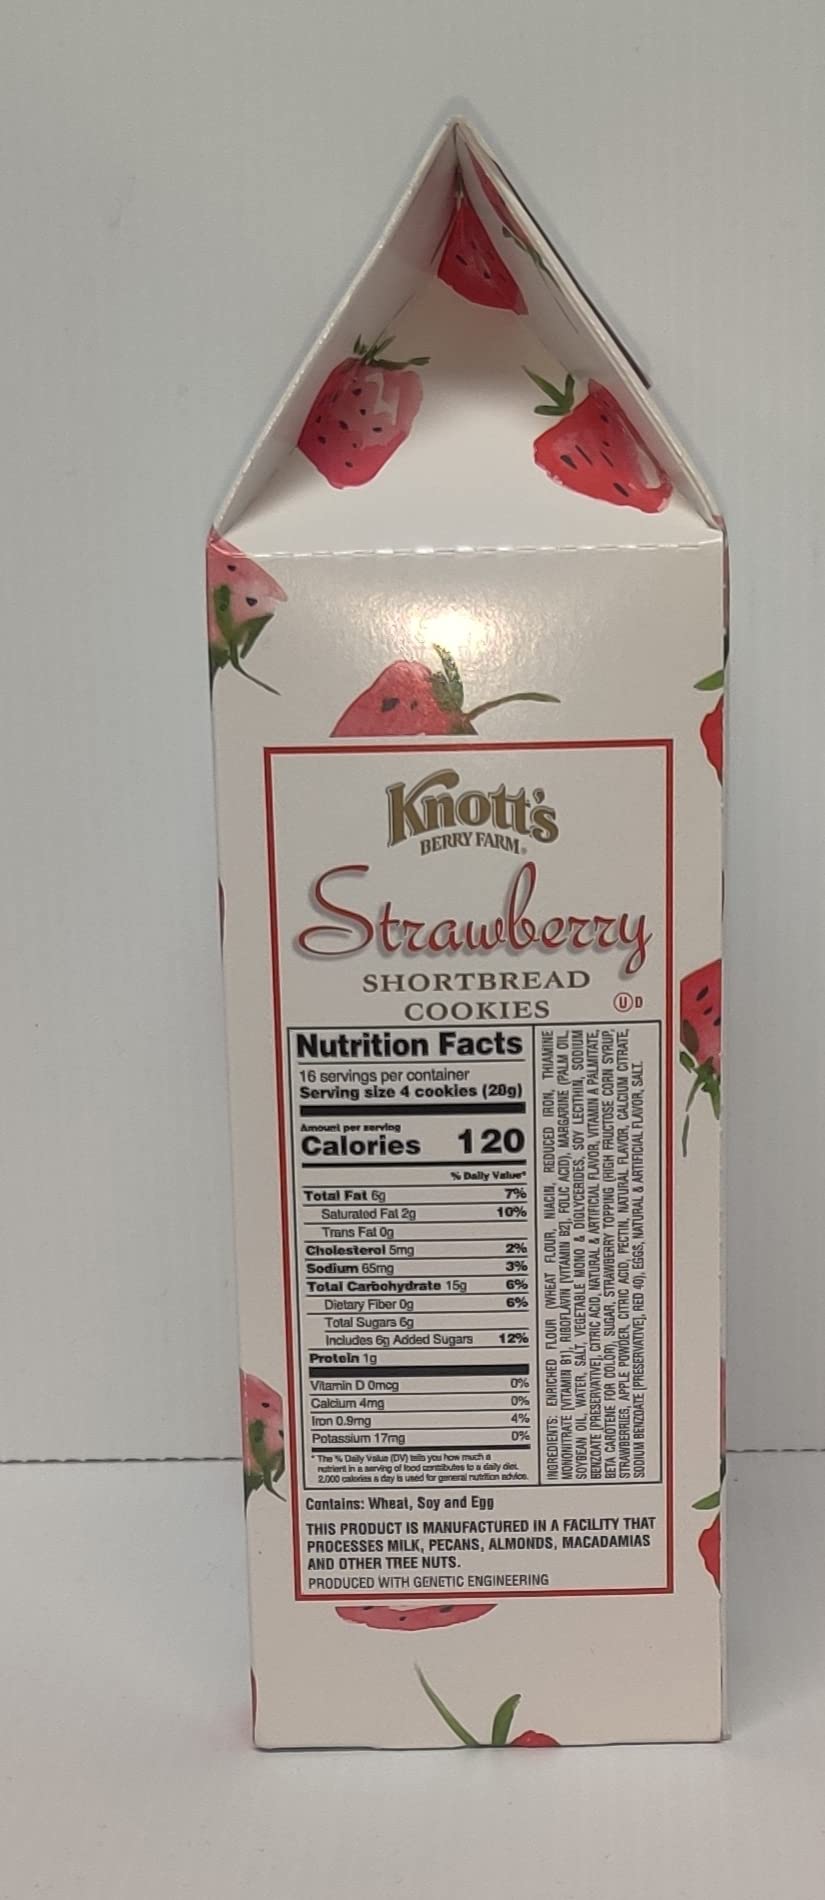 Knott's
BERRY FARM®
Strawberry
SHORTBREAD
COOKIES
UD
Nutrition Facts
16 servings per container
Serving size 4 cookies (28g)
Amount per serving
Calories 120
% Daily Value*
Total Fat 6g 7%
Saturated Fat 2g 10%
Trans Fat 0g
Cholesterol 5mg 2%
Sodium 65mg 3%
Total Carbohydrate 15g 6%
Dietary Fiber 0g 6%
Total Sugars 6g
Includes 6g Added Sugars 12%
Protein 1g
Vitamin D 0mcg 0%
Calcium 4mg 0%
Iron 0.9mg 4%
Potassium 17mg 0%
* The % Daily Value (DV) tells you how much a
nutrient in a serving of food contributes to a daily diet.
2,000 calories a day is used for general nutrition advice.
INGREDIENTS: ENRICHED FLOUR (WHEAT FLOUR, NIACIN, REDUCED IRON, THIAMINE
MONONITRATE [VITAMIN B1], RIBOFLAVIN [VITAMIN B2], FOLIC ACID), MARGARINE (PALM OIL,
SOYBEAN OIL, WATER, SALT, VEGETABLE MONO & DIGLYCERIDES, SOY LECITHIN, SODIUM
BENZOATE [PRESERVATIVE], CITRIC ACID, NATURAL & ARTIFICIAL FLAVOR, VITAMIN A PALMITATE,
BETA CAROTENE FOR COLOR), SUGAR, STRAWBERRY TOPPING (HIGH FRUCTOSE CORN SYRUP,
STRAWBERRIES, APPLE POWDER, CITRIC ACID, PECTIN, NATURAL FLAVOR, CALCIUM CITRATE,
SODIUM BENZOATE [PRESERVATIVE], RED 40), EGGS, NATURAL & ARTIFICIAL FLAVOR, SALT.
Contains: Wheat, Soy and Egg
THIS PRODUCT IS MANUFACTURED IN A FACILITY THAT
PROCESSES MILK, PECANS, ALMONDS, MACADAMIAS
AND OTHER TREE NUTS.
PRODUCED WITH GENETIC ENGINEERING